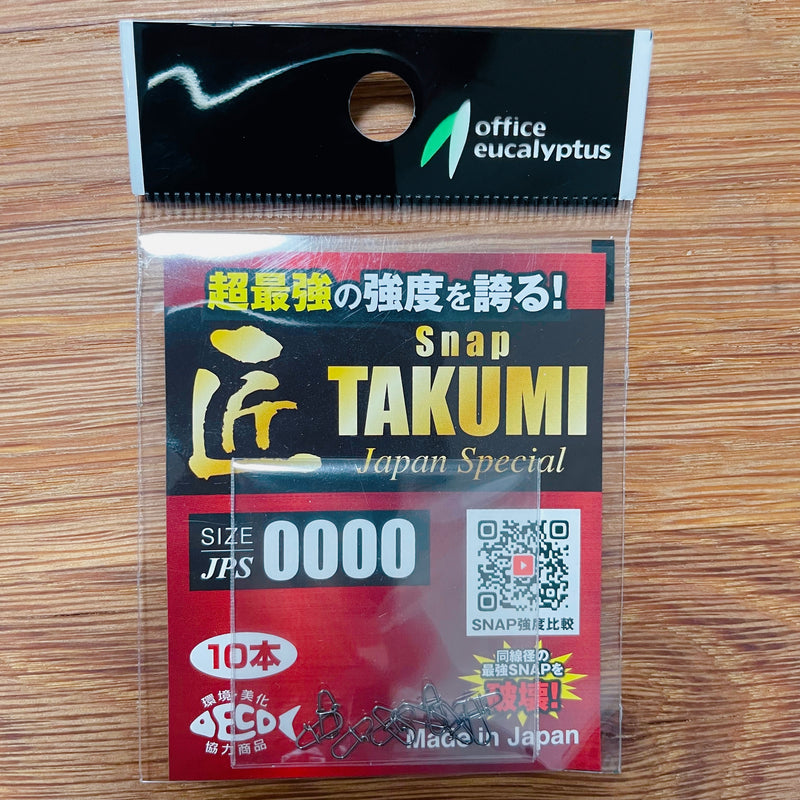 office
eucalyptus
超最強の強度を誇る!
匠
Snap
TAKUMI
Japan Special
SIZE
JPS
0000
SNAP強度比較
10本
同線径の
最強SNAPを
破壊!
環境・美化
DECO
協力商品
Made in Japan